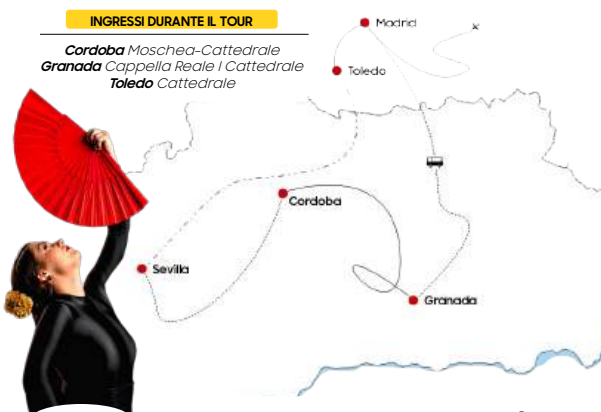 INGRESSI DURANTE IL TOUR
Cordoba Moschea-Cattedrale
Granada Cappella Reale | Cattedrale
Toledo Cattedrale
Madrid
Toledo
Cordoba
Sevilla
Granada